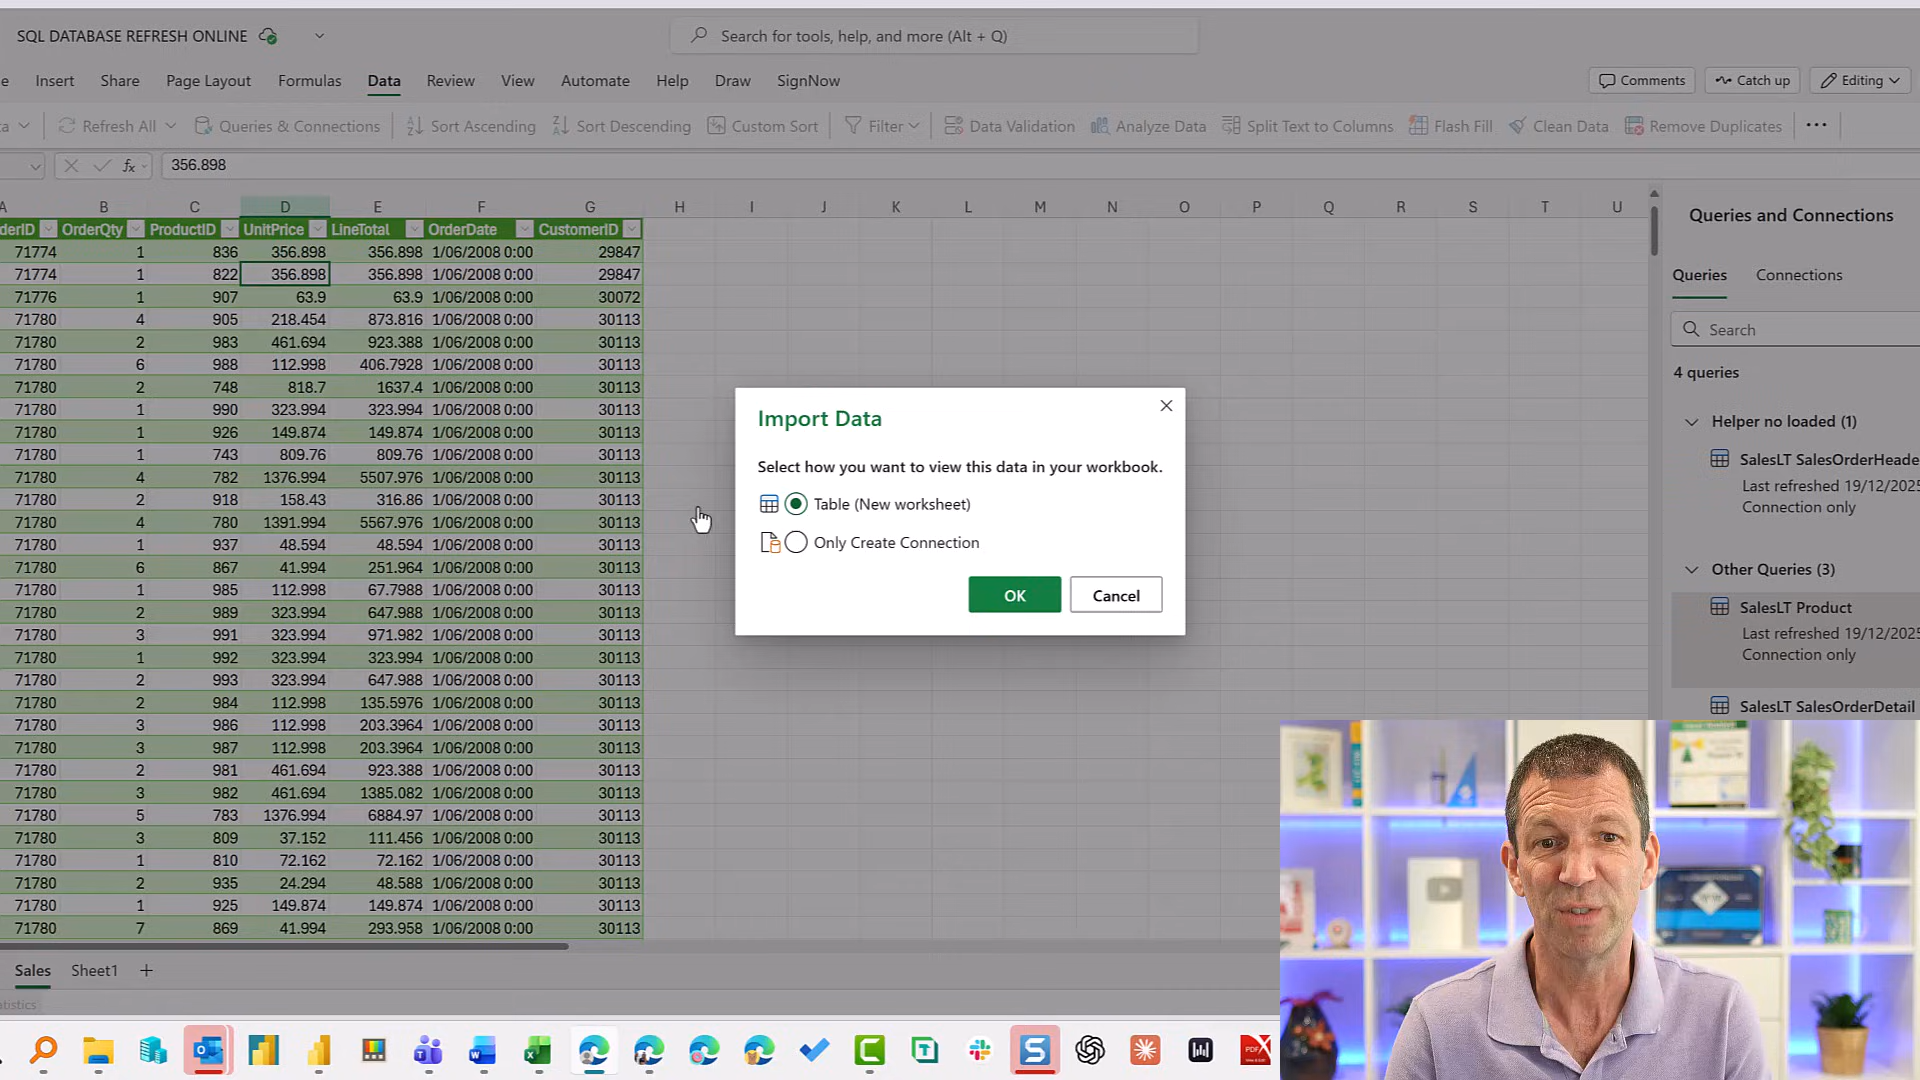 SQL DATABASE REFRESH ONLINE
Search for tools, help, and more (Alt + Q)
Insert Share Page Layout Formulas Data Review View Automate Help Draw SignNow Comments Catch up Editing
Refresh All Queries & Connections Sort Ascending Sort Descending Custom Sort Filter Data Validation Analyze Data Split Text to Columns Flash Fill Clean Data Remove Duplicates ...
fx 356.898
A B C D E F G H I J K L M N O P Q R S T U
derID OrderQty ProductID UnitPrice LineTotal OrderDate CustomerID
71774 1 836 356.898 356.898 1/06/2008 0:00 29847
71774 1 822 356.898 356.898 1/06/2008 0:00 29847
71776 1 907 63.9 63.9 1/06/2008 0:00 30072
71780 4 905 218.454 873.816 1/06/2008 0:00 30113
71780 2 983 461.694 923.388 1/06/2008 0:00 30113
71780 6 988 112.998 406.7928 1/06/2008 0:00 30113
71780 2 748 818.7 1637.4 1/06/2008 0:00 30113
71780 1 990 323.994 323.994 1/06/2008 0:00 30113
71780 1 926 149.874 149.874 1/06/2008 0:00 30113
71780 1 743 809.76 809.76 1/06/2008 0:00 30113
71780 4 782 1376.994 5507.976 1/06/2008 0:00 30113
71780 2 918 158.43 316.86 1/06/2008 0:00 30113
71780 4 780 1391.994 5567.976 1/06/2008 0:00 30113
71780 1 937 48.594 48.594 1/06/2008 0:00 30113
71780 6 867 41.994 251.964 1/06/2008 0:00 30113
71780 1 985 112.998 67.7988 1/06/2008 0:00 30113
71780 2 989 323.994 647.988 1/06/2008 0:00 30113
71780 3 991 323.994 971.982 1/06/2008 0:00 30113
71780 1 992 323.994 323.994 1/06/2008 0:00 30113
71780 2 993 323.994 647.988 1/06/2008 0:00 30113
71780 2 984 112.998 135.5976 1/06/2008 0:00 30113
71780 3 986 112.998 203.3964 1/06/2008 0:00 30113
71780 3 987 112.998 203.3964 1/06/2008 0:00 30113
71780 2 981 461.694 923.388 1/06/2008 0:00 30113
71780 3 982 461.694 1385.082 1/06/2008 0:00 30113
71780 5 783 1376.994 6884.97 1/06/2008 0:00 30113
71780 3 809 37.152 111.456 1/06/2008 0:00 30113
71780 1 810 72.162 72.162 1/06/2008 0:00 30113
71780 2 935 24.294 48.588 1/06/2008 0:00 30113
71780 1 925 149.874 149.874 1/06/2008 0:00 30113
71780 7 869 41.994 293.958 1/06/2008 0:00 30113
Import Data
Select how you want to view this data in your workbook.
Table (New worksheet)
Only Create Connection
OK Cancel
Queries and Connections
Queries Connections
Search
4 queries
Helper no loaded (1)
SalesLT SalesOrderHeade
Last refreshed 19/12/2025
Connection only
Other Queries (3)
SalesLT Product
Last refreshed 19/12/2025
Connection only
SalesLT SalesOrderDetail
Sales Sheet1 +
atistics